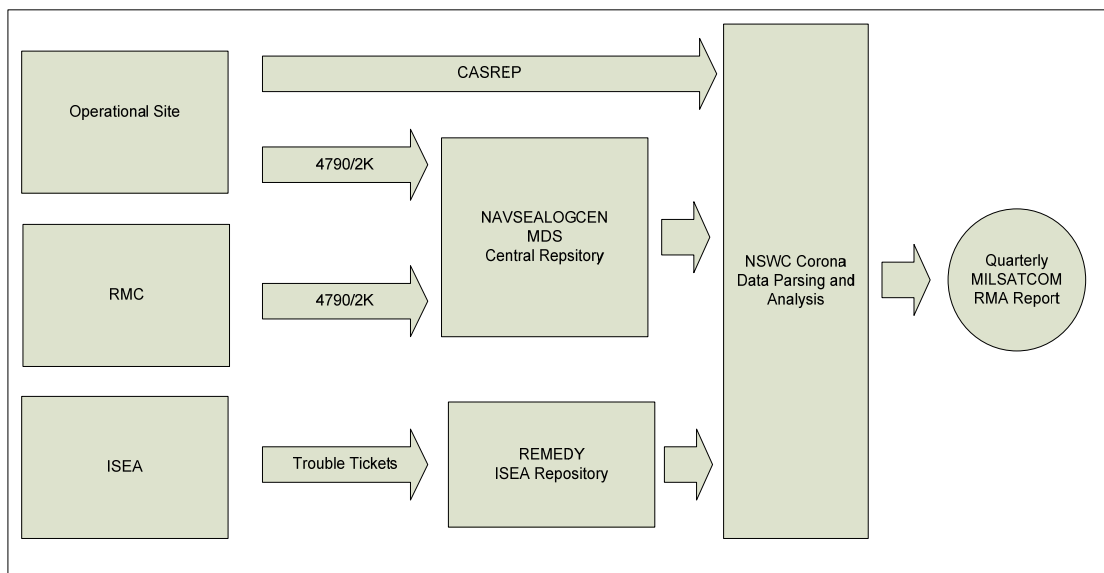 Operational Site
CASREP
4790/2K
NAVSEALOGCEN
MDS
Central Repsitory
RMC
4790/2K
NSWC Corona
Data Parsing and
Analysis
Quarterly
MILSATCOM
RMA Report
ISEA
Trouble Tickets
REMEDY
ISEA Repository